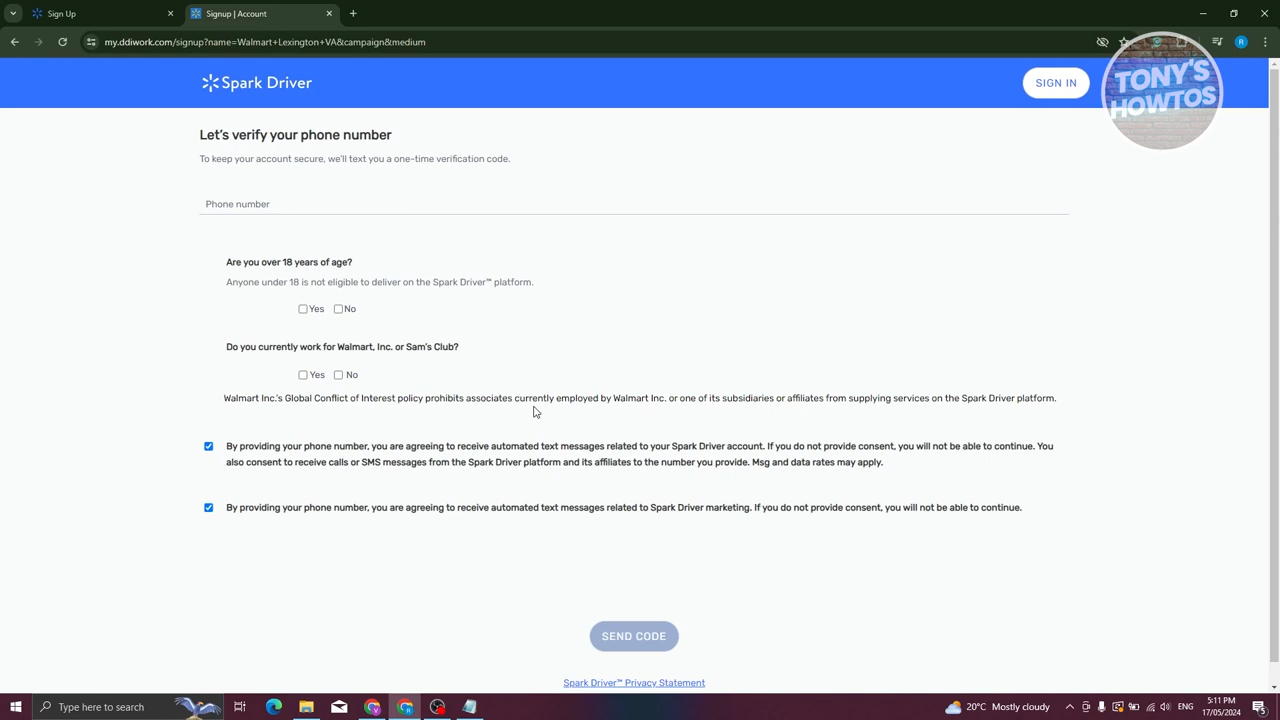 Sign Up
Signup | Account
my.ddiwork.com/signup?name=Walmart+Lexington+VA&campaign&medium
R
Spark Driver
SIGN IN
TONY'S
HOWTOS
Let's verify your phone number
To keep your account secure, we'll text you a one-time verification code.
Phone number
Are you over 18 years of age?
Anyone under 18 is not eligible to deliver on the Spark Driver™ platform.
Yes No
Do you currently work for Walmart, Inc. or Sam's Club?
Yes No
Walmart Inc.'s Global Conflict of Interest policy prohibits associates currently employed by Walmart Inc. or one of its subsidiaries or affiliates from supplying services on the Spark Driver platform.
By providing your phone number, you are agreeing to receive automated text messages related to your Spark Driver account. If you do not provide consent, you will not be able to continue. You
also consent to receive calls or SMS messages from the Spark Driver platform and its affiliates to the number you provide. Msg and data rates may apply.
By providing your phone number, you are agreeing to receive automated text messages related to Spark Driver marketing. If you do not provide consent, you will not be able to continue.
SEND CODE
Spark Driver™ Privacy Statement
Type here to search
20°C Mostly cloudy
5:11 PM
17/05/2024